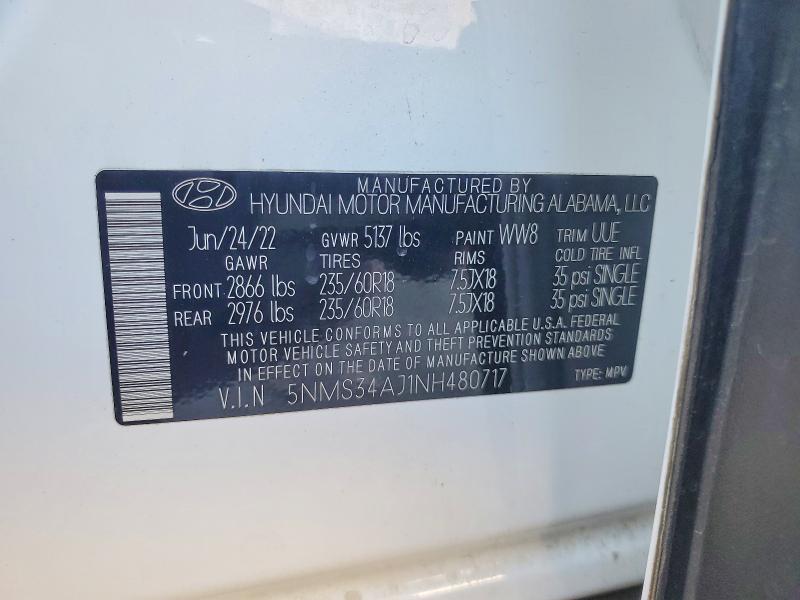 MANUFACTURED BY
HYUNDAI MOTOR MANUFACTURING ALABAMA, LLC
Jun/24/22 GVWR 5137 lbs PAINT WW8 TRIM UUE
GAWR TIRES RIMS COLD TIRE INFL
FRONT 2866 lbs 235/60R18 7.5JX18 35 psi SINGLE
REAR 2976 lbs 235/60R18 7.5JX18 35 psi SINGLE
THIS VEHICLE CONFORMS TO ALL APPLICABLE U.S.A. FEDERAL
MOTOR VEHICLE SAFETY AND THEFT PREVENTION STANDARDS
IN EFFECT ON THE DATE OF MANUFACTURE SHOWN ABOVE
V.I.N 5NMS34AJ1NH480717 TYPE: MPV